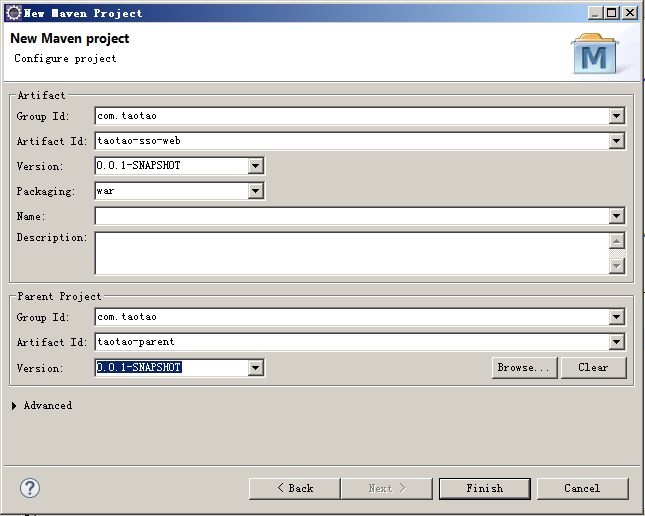 New Maven Project
New Maven project
Configure project
M
Artifact
Group Id: com.taotao
Artifact Id: taotao-sso-web
Version: 0.0.1-SNAPSHOT
Packaging: war
Name:
Description:
Parent Project
Group Id: com.taotao
Artifact Id: taotao-parent
Version: 0.0.1-SNAPSHOT Browse... Clear
Advanced
? < Back Next > Finish Cancel